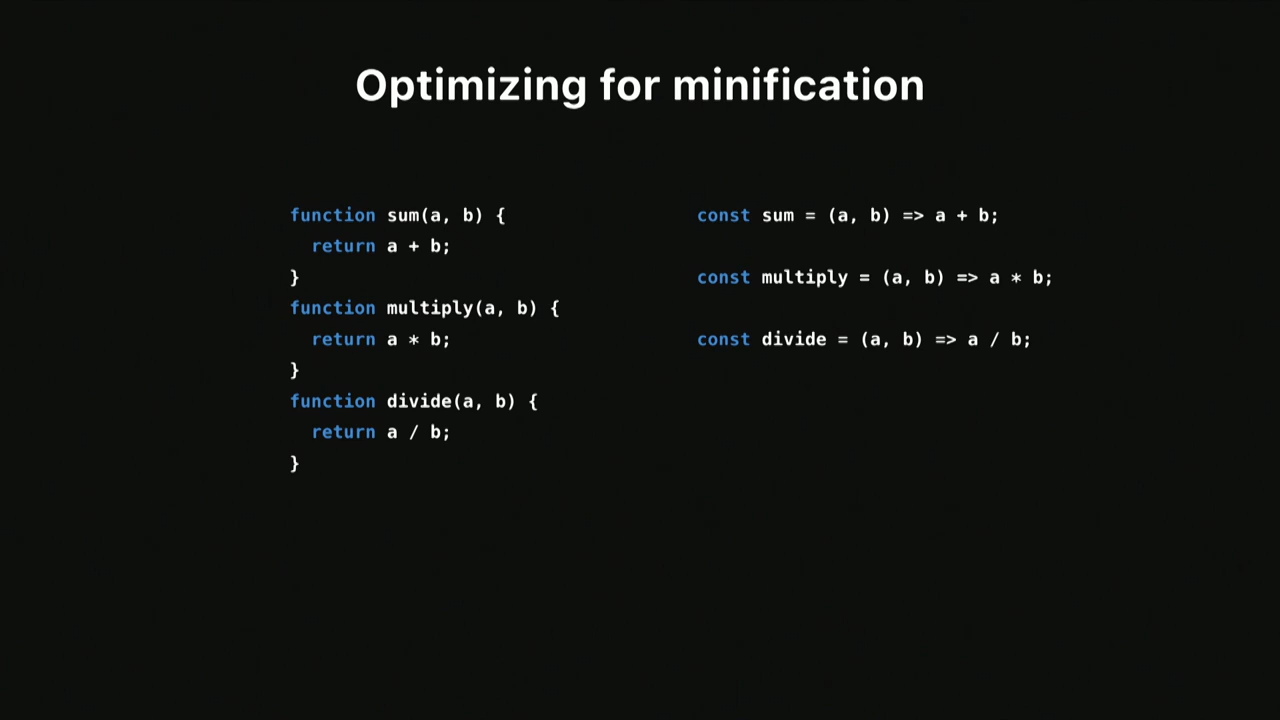 Optimizing for minification
function sum(a, b) {
  return a + b;
}
function multiply(a, b) {
  return a * b;
}
function divide(a, b) {
  return a / b;
}
const sum = (a, b) => a + b;
const multiply = (a, b) => a * b;
const divide = (a, b) => a / b;